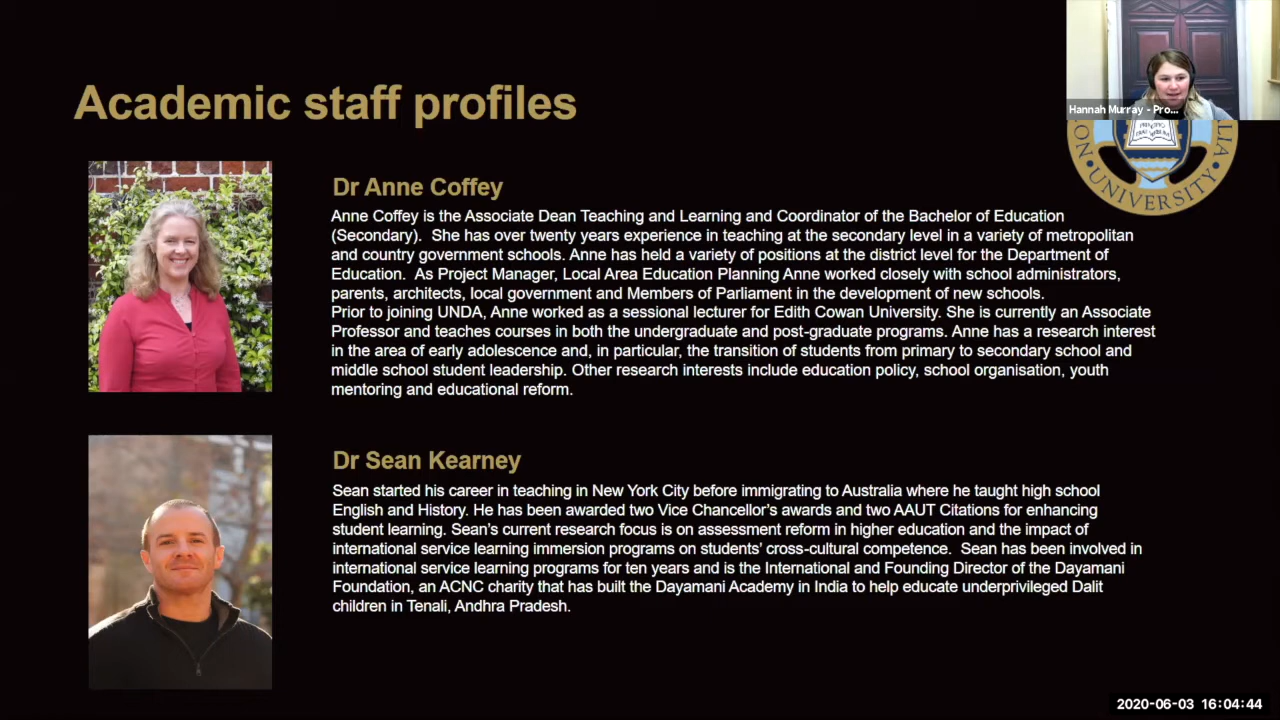 Academic staff profiles
Hannah Murray - Pro...
UNIVERSITY
Dr Anne Coffey
Anne Coffey is the Associate Dean Teaching and Learning and Coordinator of the Bachelor of Education
(Secondary).  She has over twenty years experience in teaching at the secondary level in a variety of metropolitan
and country government schools. Anne has held a variety of positions at the district level for the Department of
Education.  As Project Manager, Local Area Education Planning Anne worked closely with school administrators,
parents, architects, local government and Members of Parliament in the development of new schools.
Prior to joining UNDA, Anne worked as a sessional lecturer for Edith Cowan University. She is currently an Associate
Professor and teaches courses in both the undergraduate and post-graduate programs. Anne has a research interest
in the area of early adolescence and, in particular, the transition of students from primary to secondary school and
middle school student leadership. Other research interests include education policy, school organisation, youth
mentoring and educational reform.
Dr Sean Kearney
Sean started his career in teaching in New York City before immigrating to Australia where he taught high school
English and History. He has been awarded two Vice Chancellor's awards and two AAUT Citations for enhancing
student learning. Sean's current research focus is on assessment reform in higher education and the impact of
international service learning immersion programs on students' cross-cultural competence.  Sean has been involved in
international service learning programs for ten years and is the International and Founding Director of the Dayamani
Foundation, an ACNC charity that has built the Dayamani Academy in India to help educate underprivileged Dalit
children in Tenali, Andhra Pradesh.
2020-06-03 16:04:44